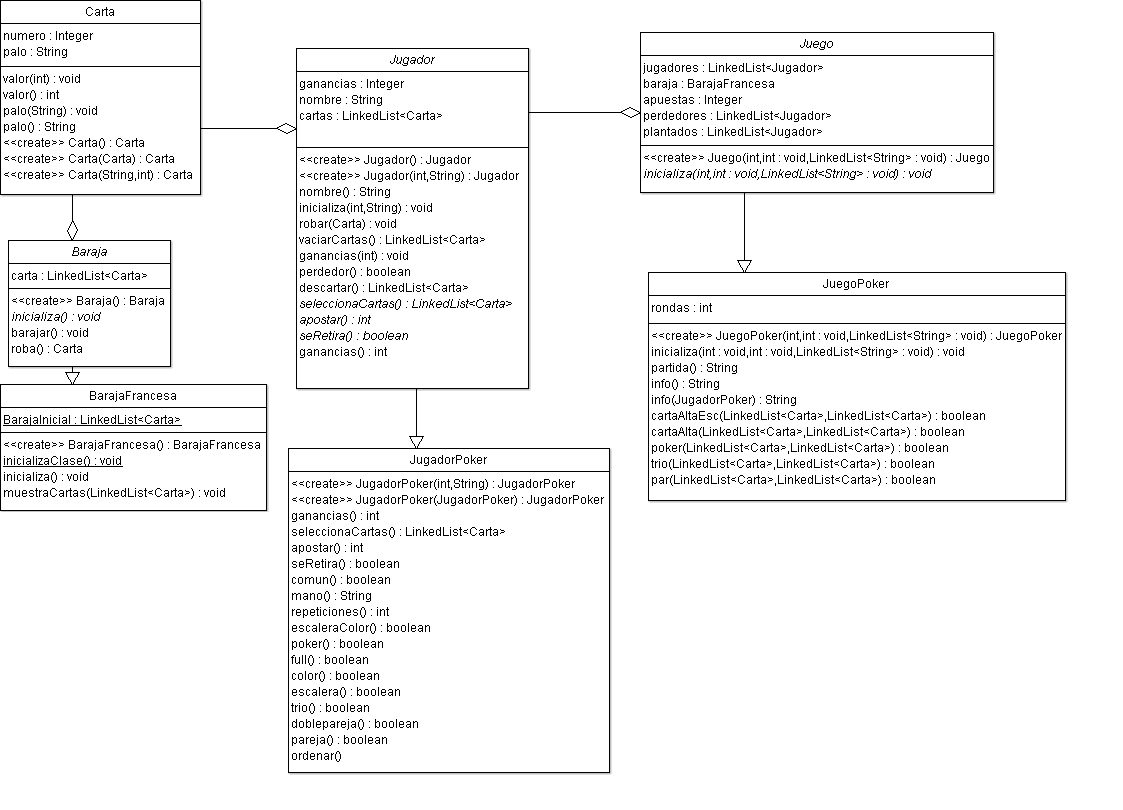 Carta
numero : Integer
palo : String
valor(int) : void
valor() : int
palo(String) : void
palo() : String
<<create>> Carta() : Carta
<<create>> Carta(Carta) : Carta
<<create>> Carta(String,int) : Carta
Baraja
carta : LinkedList<Carta>
<<create>> Baraja() : Baraja
inicializa() : void
barajar() : void
roba() : Carta
BarajaFrancesa
BarajaInicial : LinkedList<Carta>
<<create>> BarajaFrancesa() : BarajaFrancesa
inicializaClase() : void
inicializa() : void
muestraCartas(LinkedList<Carta>) : void
Jugador
ganancias : Integer
nombre : String
cartas : LinkedList<Carta>
<<create>> Jugador() : Jugador
<<create>> Jugador(int,String) : Jugador
nombre() : String
inicializa(int,String) : void
robar(Carta) : void
vaciarCartas() : LinkedList<Carta>
ganancias(int) : void
perdedor() : boolean
descartar() : LinkedList<Carta>
seleccionaCartas() : LinkedList<Carta>
apostar() : int
seRetira() : boolean
ganancias() : int
JugadorPoker
<<create>> JugadorPoker(int,String) : JugadorPoker
<<create>> JugadorPoker(JugadorPoker) : JugadorPoker
ganancias() : int
seleccionaCartas() : LinkedList<Carta>
apostar() : int
seRetira() : boolean
comun() : boolean
mano() : String
repeticiones() : int
escaleraColor() : boolean
poker() : boolean
full() : boolean
color() : boolean
escalera() : boolean
trio() : boolean
doblepareja() : boolean
pareja() : boolean
ordenar()
Juego
jugadores : LinkedList<Jugador>
baraja : BarajaFrancesa
apuestas : Integer
perdedores : LinkedList<Jugador>
plantados : LinkedList<Jugador>
<<create>> Juego(int,int : void,LinkedList<String> : void) : Juego
inicializa(int,int : void,LinkedList<String> : void) : void
JuegoPoker
rondas : int
<<create>> JuegoPoker(int,int : void,LinkedList<String> : void) : JuegoPoker
inicializa(int : void,int : void,LinkedList<String> : void) : void
partida() : String
info() : String
info(JugadorPoker) : String
cartaAltaEsc(LinkedList<Carta>,LinkedList<Carta>) : boolean
cartaAlta(LinkedList<Carta>,LinkedList<Carta>) : boolean
poker(LinkedList<Carta>,LinkedList<Carta>) : boolean
trio(LinkedList<Carta>,LinkedList<Carta>) : boolean
par(LinkedList<Carta>,LinkedList<Carta>) : boolean